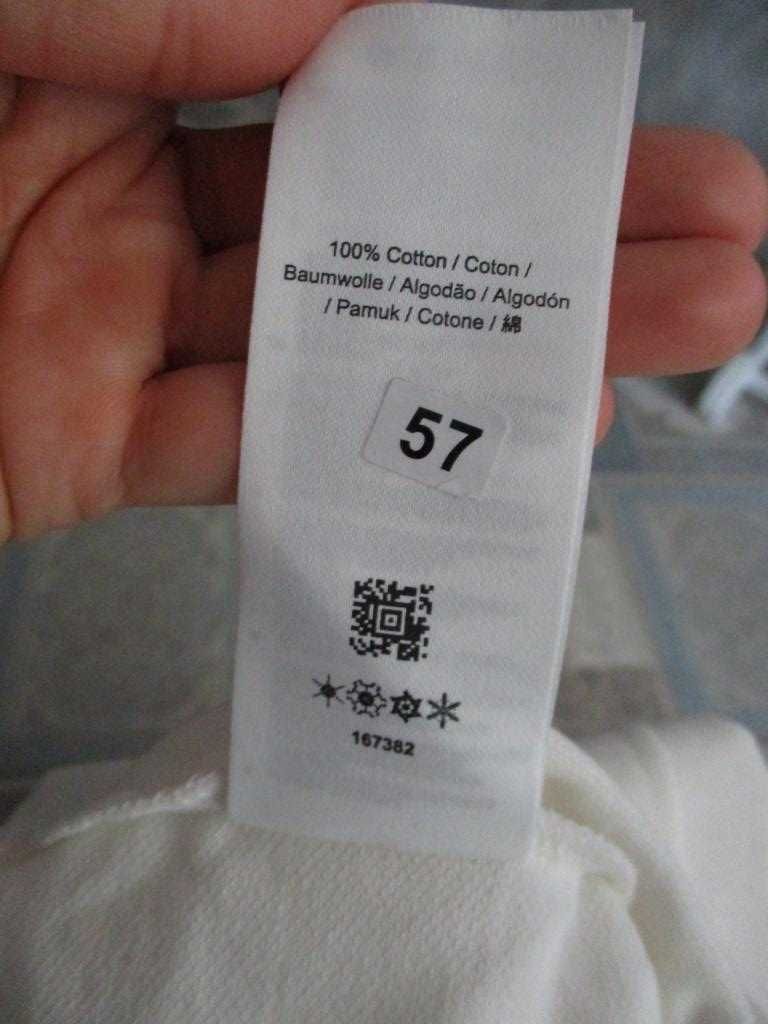 100% Cotton / Coton /
Baumwolle / Algodão / Algodón
/ Pamuk / Cotone / 綿
57
167382